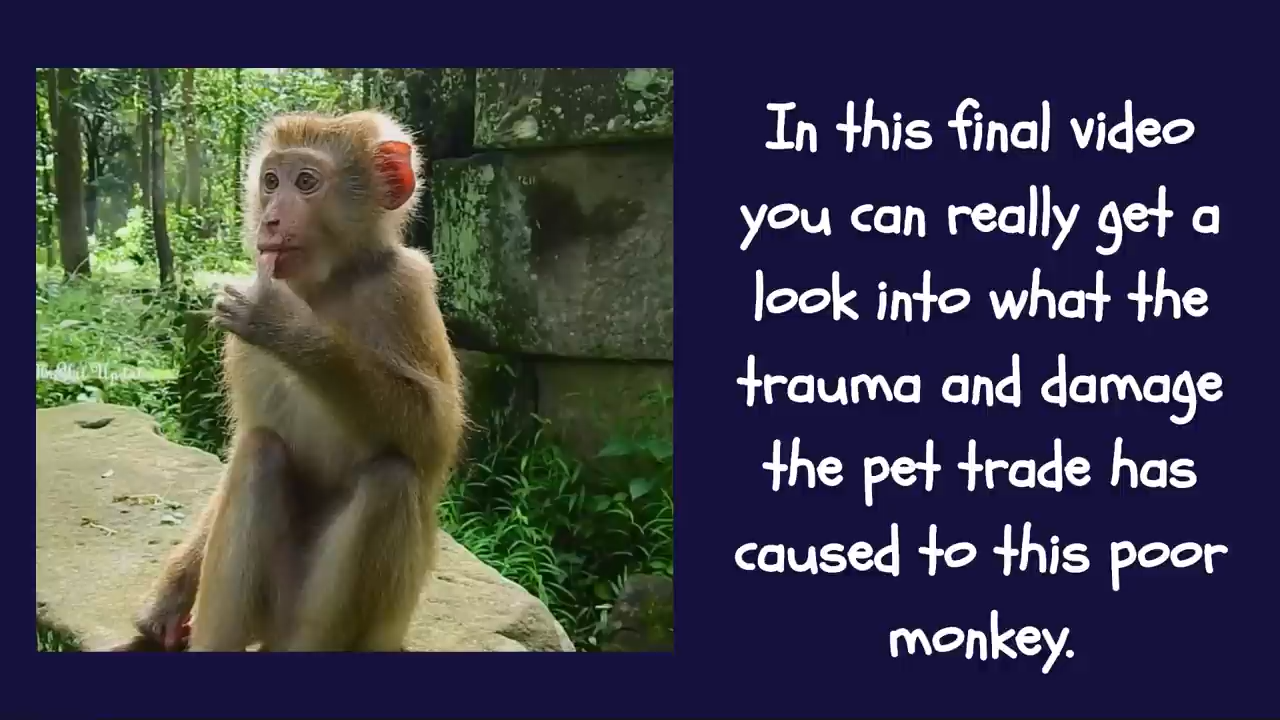 In this final video
you can really get a
look into what the
trauma and damage
the pet trade has
caused to this poor
monkey.